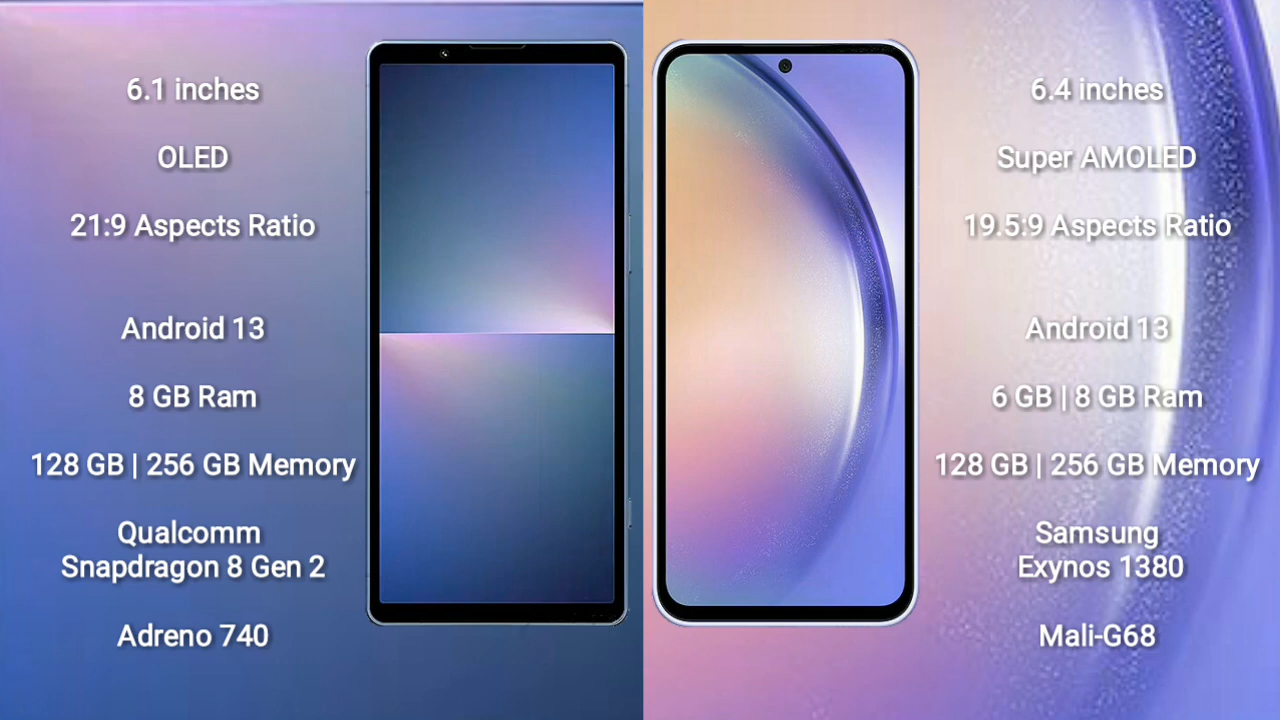 6.1 inches
OLED
21:9 Aspects Ratio
Android 13
8 GB Ram
128 GB | 256 GB Memory
Qualcomm
Snapdragon 8 Gen 2
Adreno 740
6.4 inches
Super AMOLED
19.5:9 Aspects Ratio
Android 13
6 GB | 8 GB Ram
128 GB | 256 GB Memory
Samsung
Exynos 1380
Mali-G68